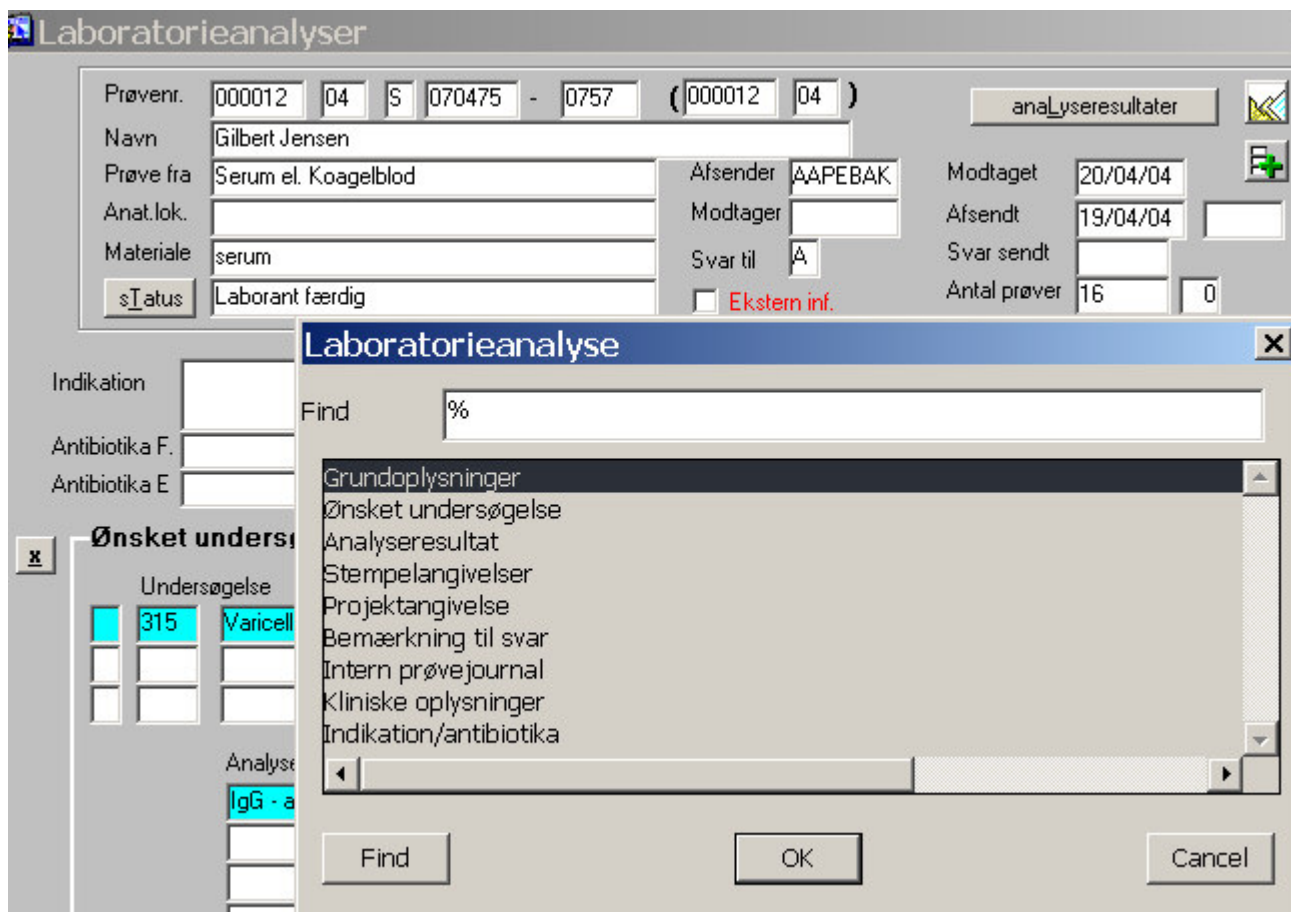 Laboratorieanalyser
Prøvenr. 000012 04 S 070475 - 0757 ( 000012 04 ) anaLyseresultater
Navn Gilbert Jensen
Prøve fra Serum el. Koagelblod Afsender AAPEBAK Modtaget 20/04/04
Anat.lok. Modtager Afsendt 19/04/04
Materiale serum Svar til A Svar sendt
sTatus Laborant færdig Ekstern inf. Antal prøver 16 0
Laboratorieanalyse
Indikation
Find %
Antibiotika F.
Antibiotika E
Grundoplysninger
Ønsket undersøgelse
Analyseresultat
Stempelangivelser
Projektangivelse
Bemærkning til svar
Intern prøvejournal
Kliniske oplysninger
Indikation/antibiotika
x Ønsket unders
Undersøgelse
315 Varicell
Analyse
IgG - a
Find OK Cancel